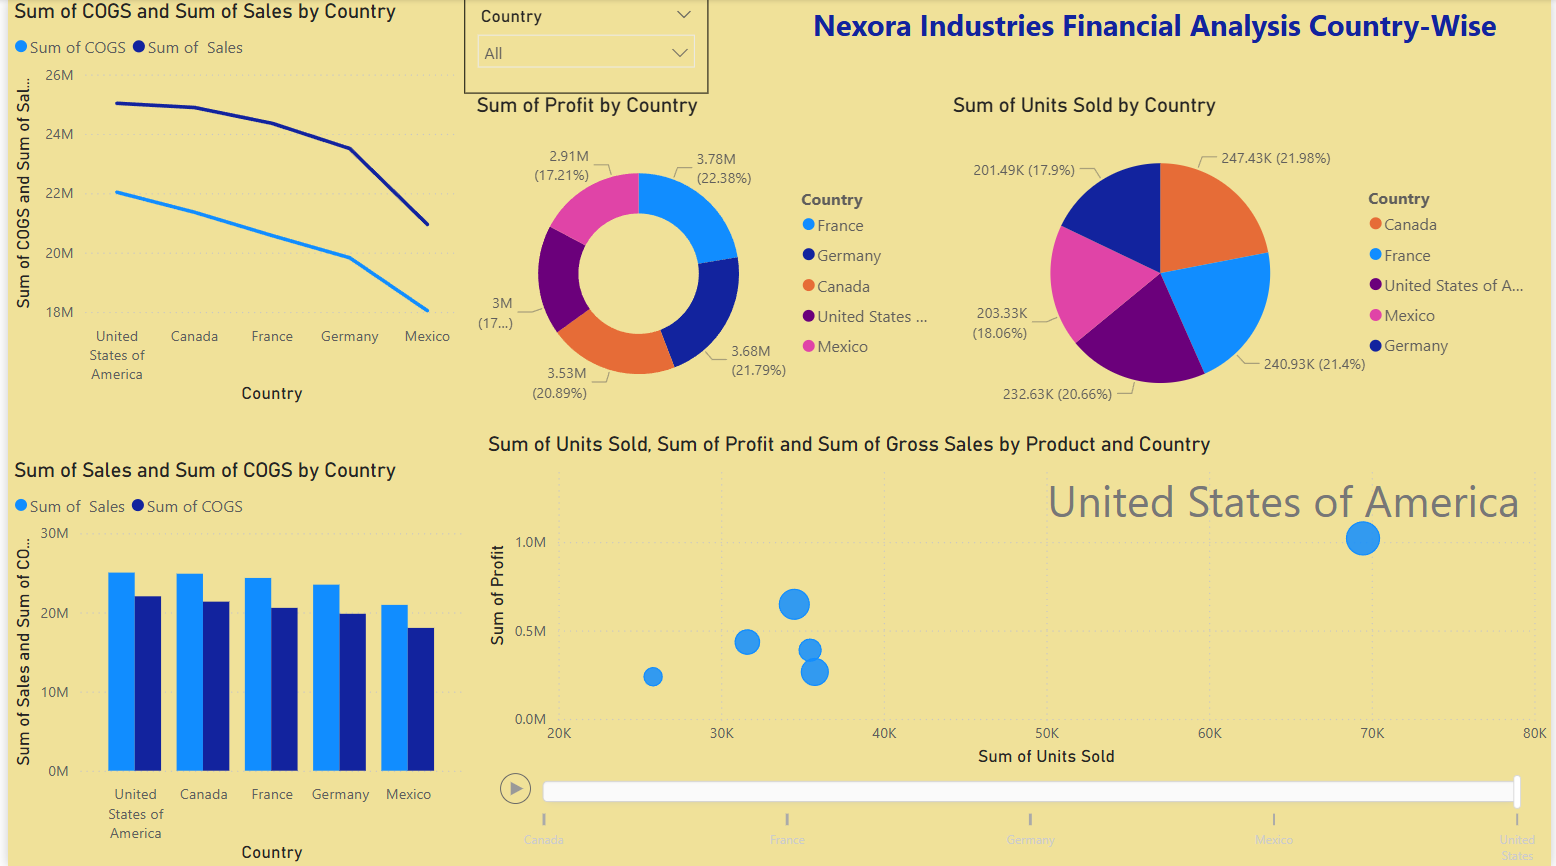 Sum of COGS and Sum of Sales by Country
Sum of COGS
Sum of  Sales
Sum of COGS and Sum of Sal...
26M
24M
22M
20M
18M
United
States of
America
Canada
France
Germany
Mexico
Country
Country
All
Nexora Industries Financial Analysis Country-Wise
Sum of Profit by Country
2.91M
(17.21%)
3.78M
(22.38%)
3M
(17...)
3.53M
(20.89%)
3.68M
(21.79%)
Country
France
Germany
Canada
United States ...
Mexico
Sum of Units Sold by Country
201.49K (17.9%)
247.43K (21.98%)
203.33K
(18.06%)
232.63K (20.66%)
240.93K (21.4%)
Country
Canada
France
United States of A...
Mexico
Germany
Sum of Sales and Sum of COGS by Country
Sum of  Sales
Sum of COGS
Sum of Sales and Sum of CO...
30M
20M
10M
0M
United
States of
America
Canada
France
Germany
Mexico
Country
Sum of Units Sold, Sum of Profit and Sum of Gross Sales by Product and Country
United States of America
Sum of Profit
1.0M
0.5M
0.0M
20K
30K
40K
50K
60K
70K
80K
Sum of Units Sold
Canada
France
Germany
Mexico
United
States